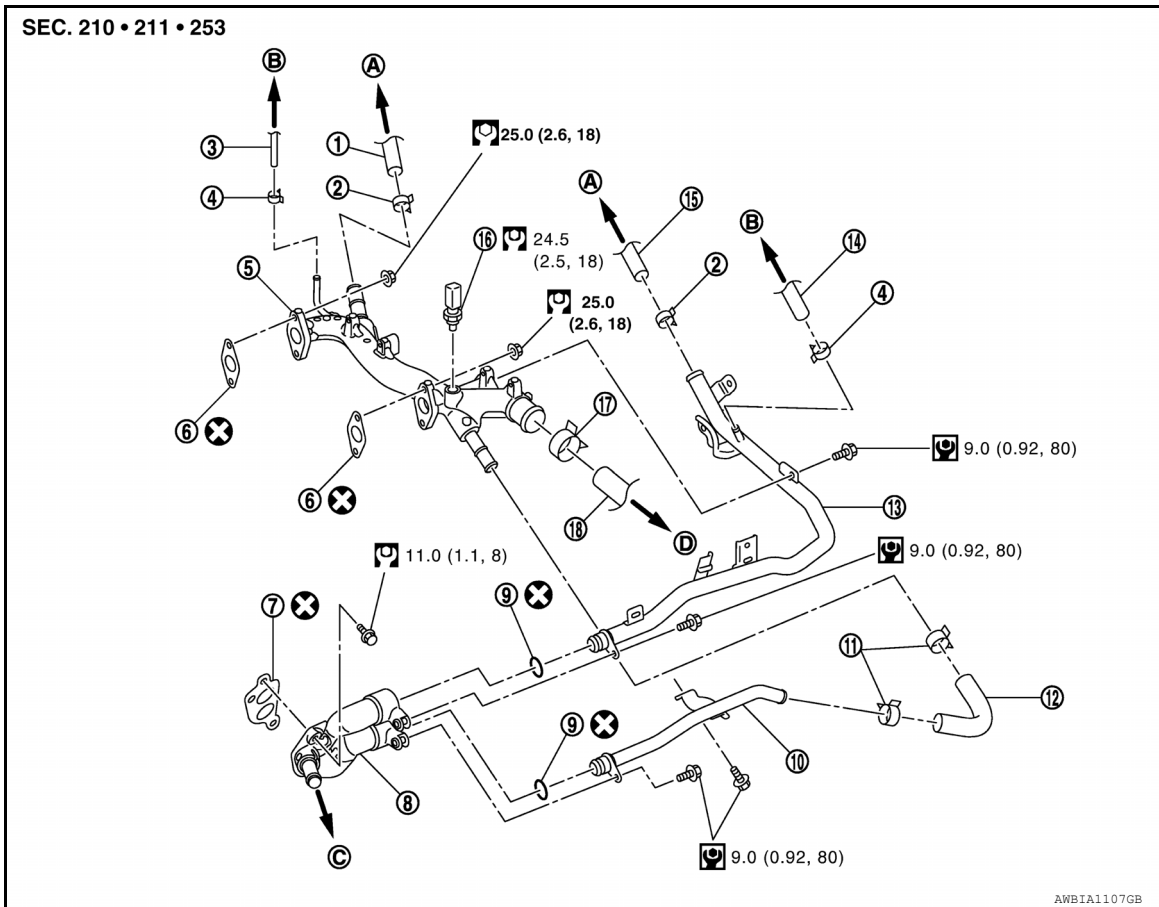 SEC. 210 • 211 • 253
B
A
3
1
25.0 (2.6, 18)
4
2
A
15
B
16
24.5
(2.5, 18)
14
5
2
25.0
(2.6, 18)
4
17
9.0 (0.92, 80)
6
6
18
13
D
11.0 (1.1, 8)
9.0 (0.92, 80)
9
7
11
12
9
10
8
C
9.0 (0.92, 80)
AWBIA1107GB